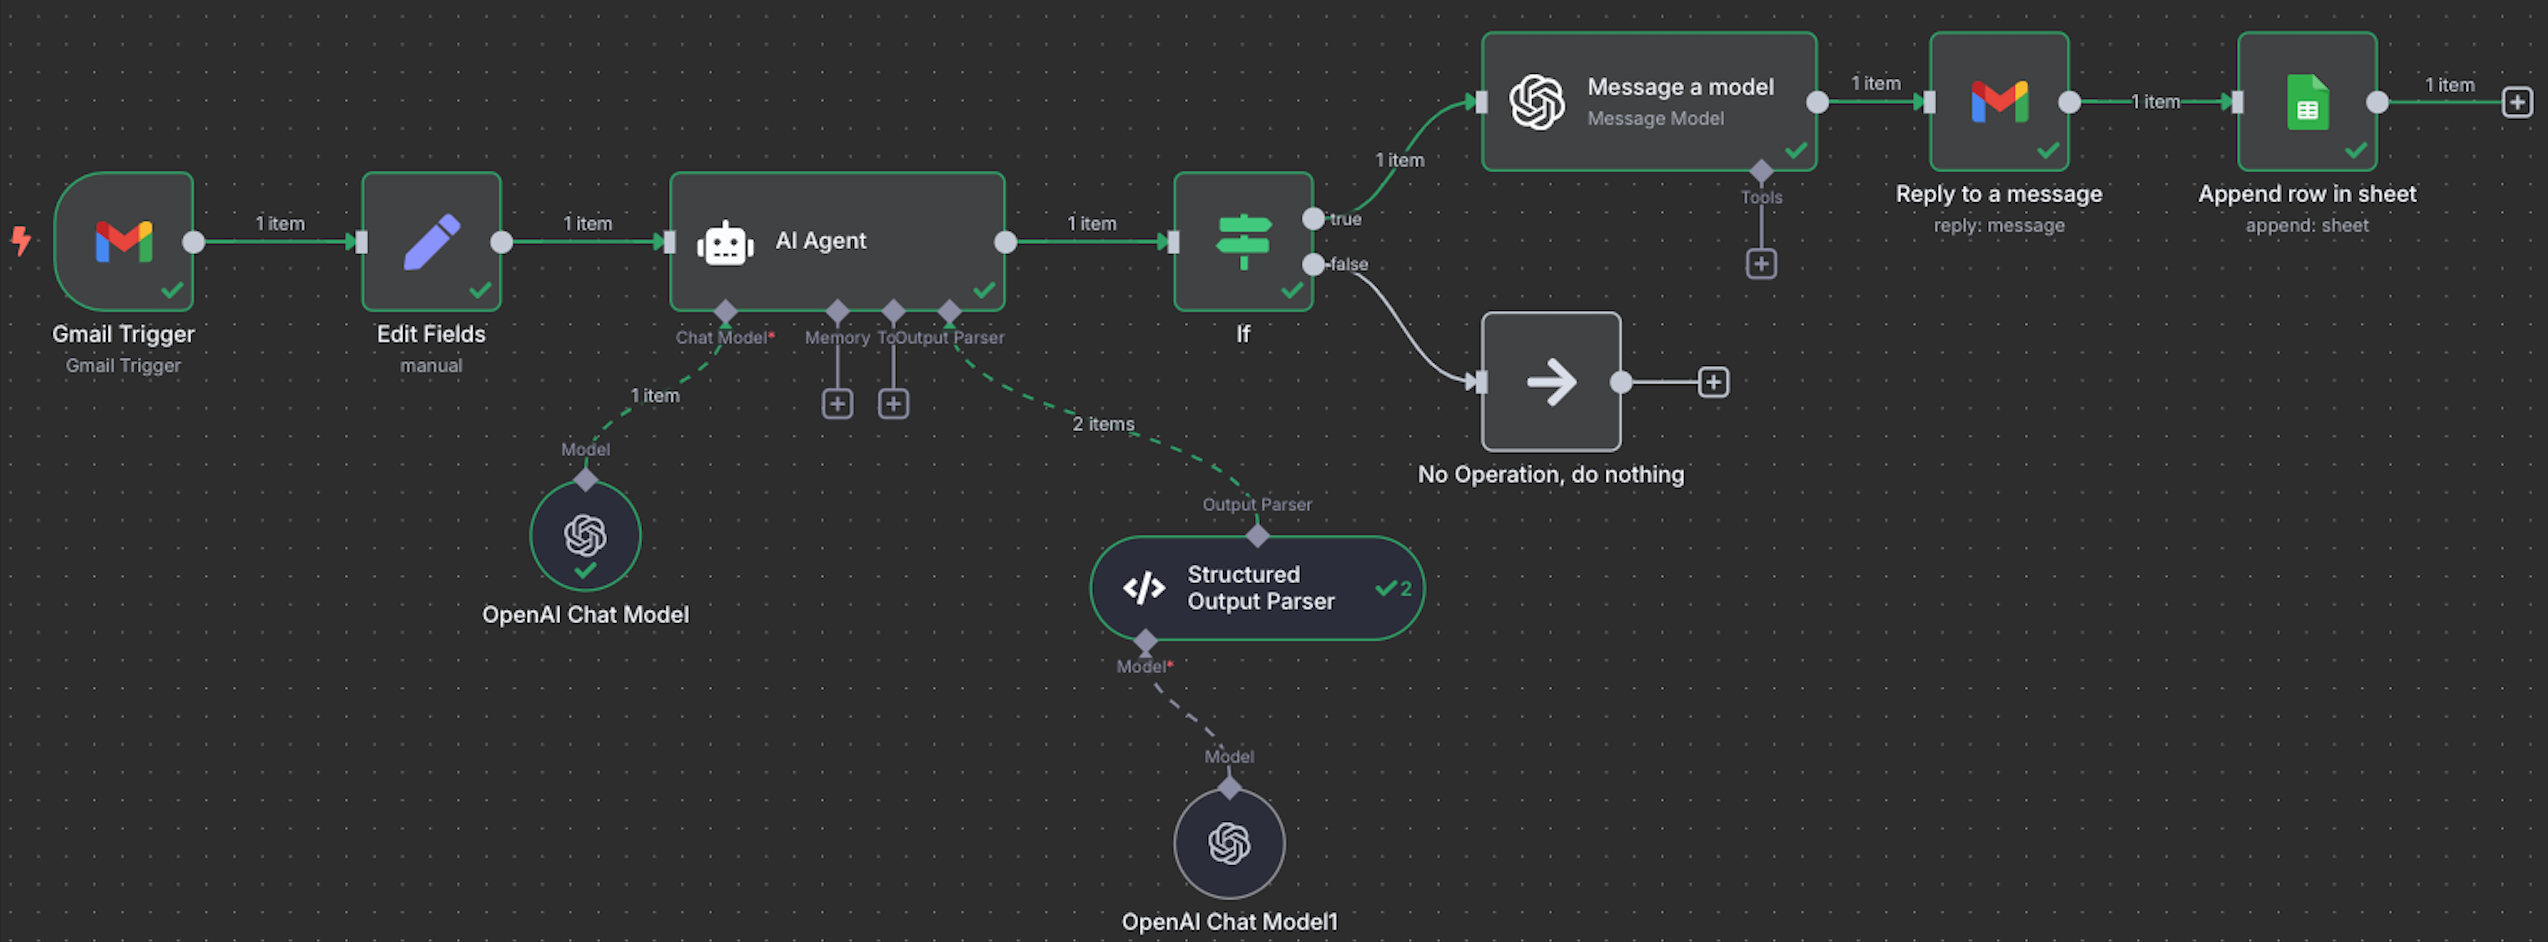 Message a model
Message Model
1 item
1 item
1 item
1 item
Tools
Reply to a message
reply: message
Append row in sheet
append: sheet
1 item
1 item
AI Agent
1 item
true
false
Gmail Trigger
Gmail Trigger
Edit Fields
manual
Chat Model*
Memory
To
Output Parser
If
1 item
2 items
Model
No Operation, do nothing
Output Parser
OpenAI Chat Model
Structured
Output Parser
2
Model*
Model
OpenAI Chat Model1